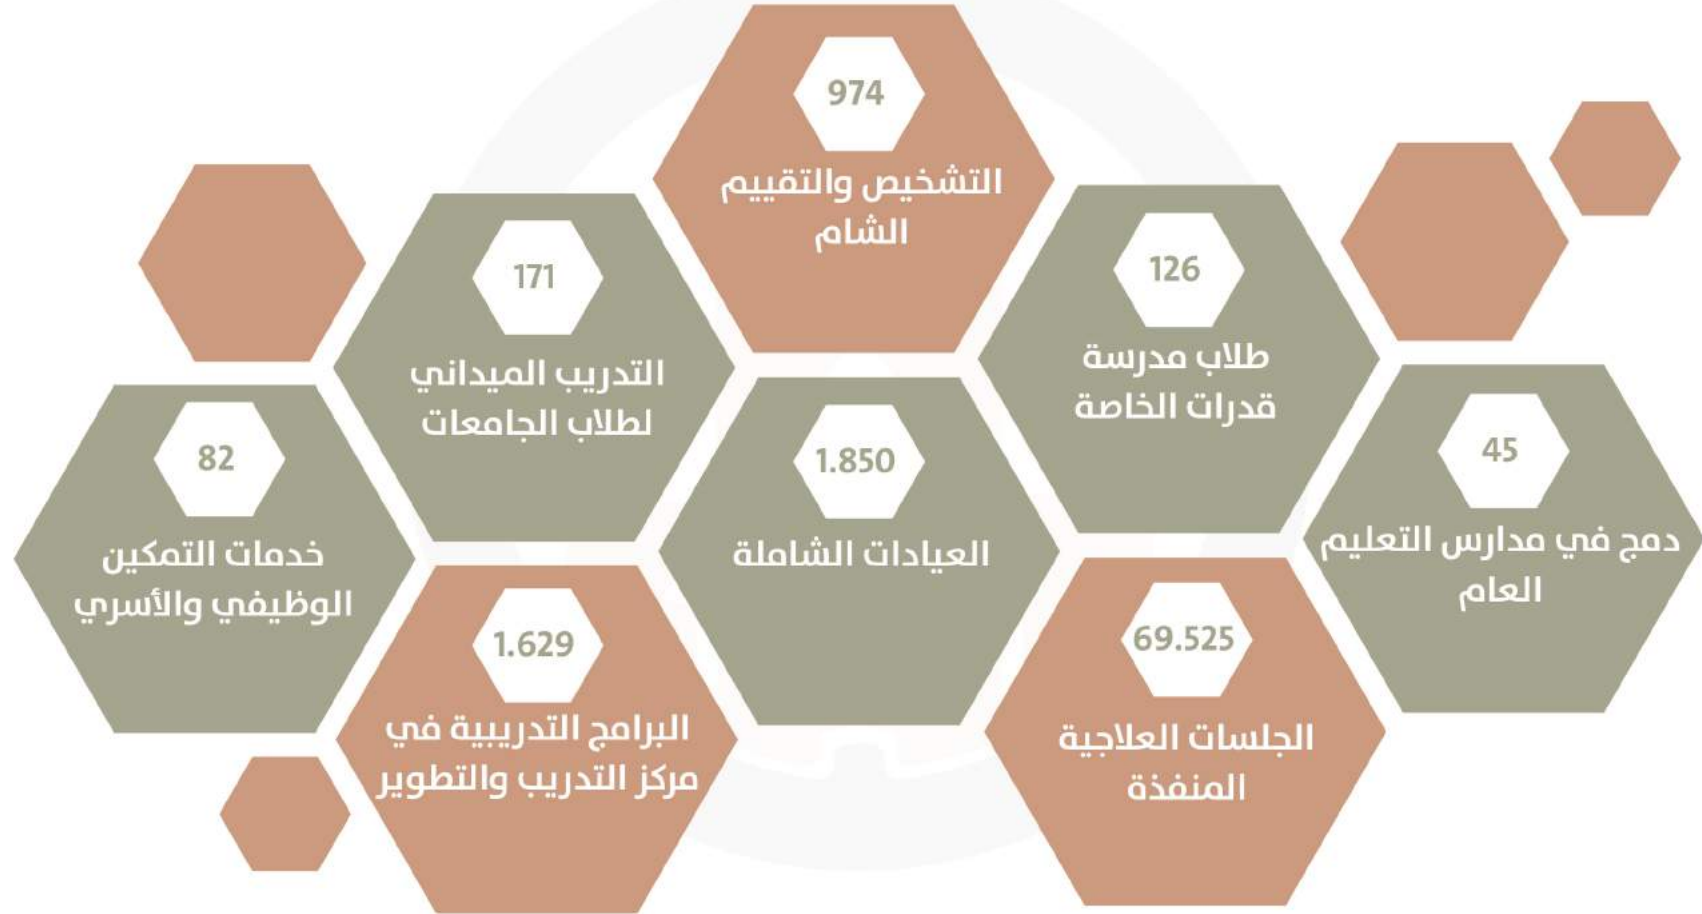 974
التشخيص والتقييم
الشام
126
طلاب مدرسة
قدرات الخاصة
171
التدريب الميداني
لطلاب الجامعات
45
دمج في مدارس التعليم
العام
1.850
العيادات الشاملة
82
خدمات التمكين
الوظيفي والأسري
69.525
الجلسات العلاجية
المنفذة
1.629
البرامج التدريبية في
مركز التدريب والتطوير